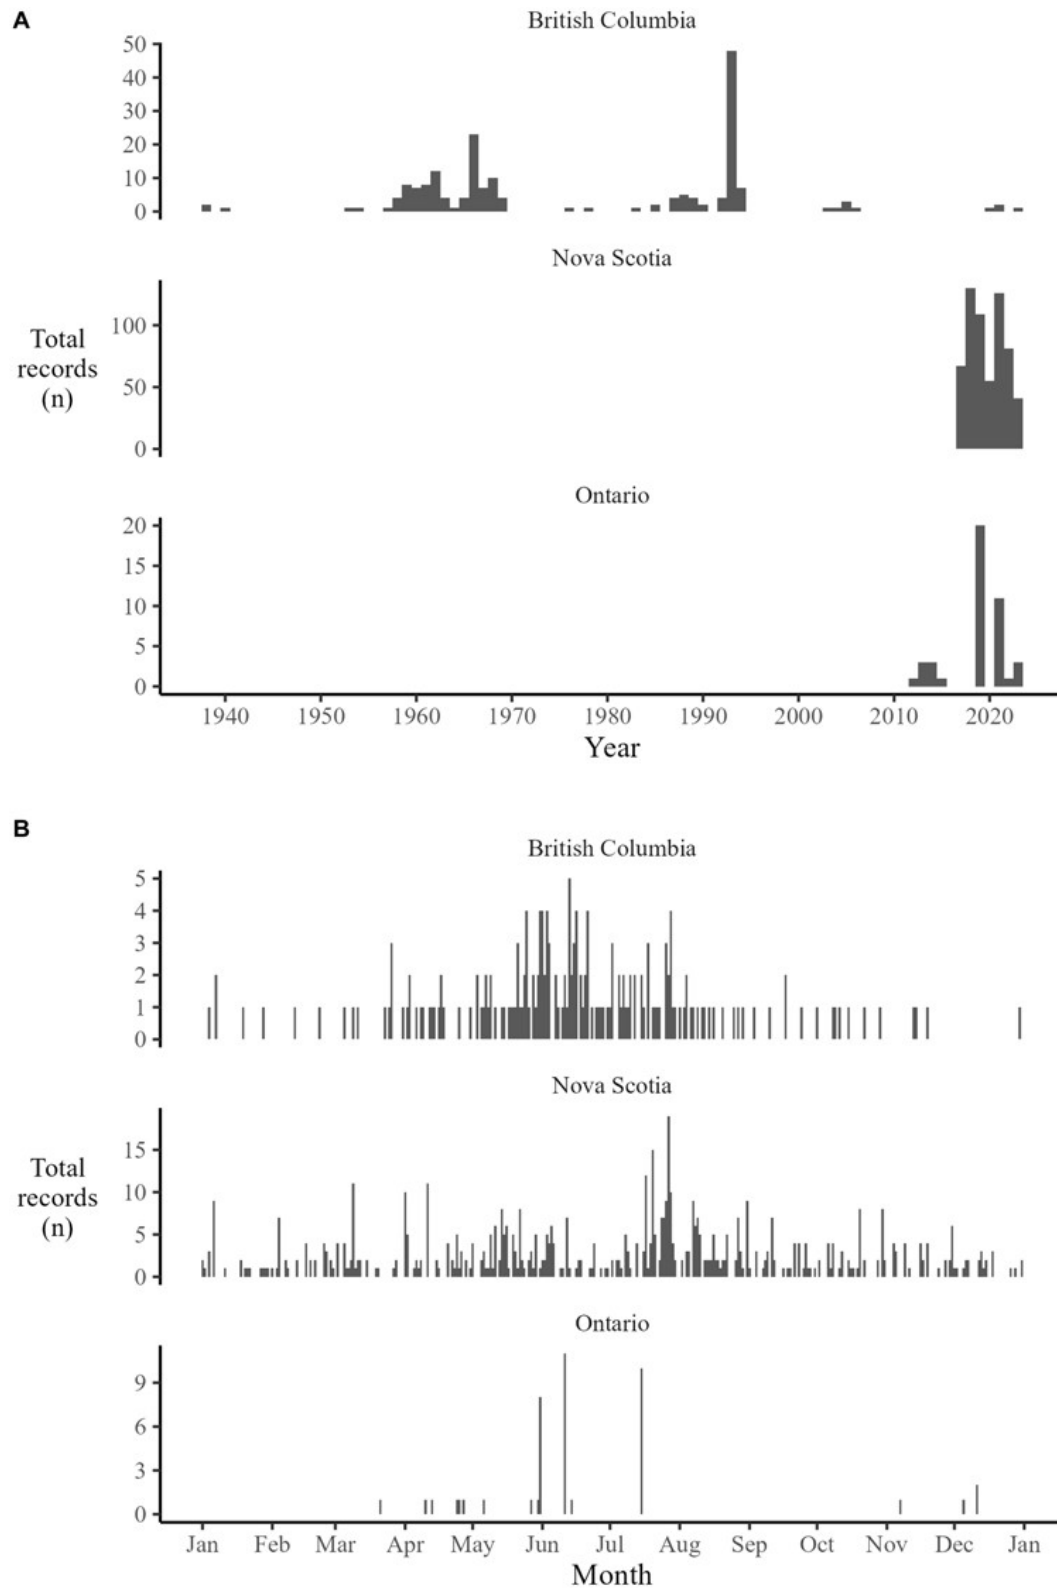 A
British Columbia
50
40
30
20
10
0
Nova Scotia
Total
records
(n)
100
50
0
Ontario
20
15
10
5
0
1940 1950 1960 1970 1980 1990 2000 2010 2020
Year
B
British Columbia
5
4
3
2
1
0
Nova Scotia
Total
records
(n)
15
10
5
0
Ontario
9
6
3
0
Jan Feb Mar Apr May Jun Jul Aug Sep Oct Nov Dec Jan
Month